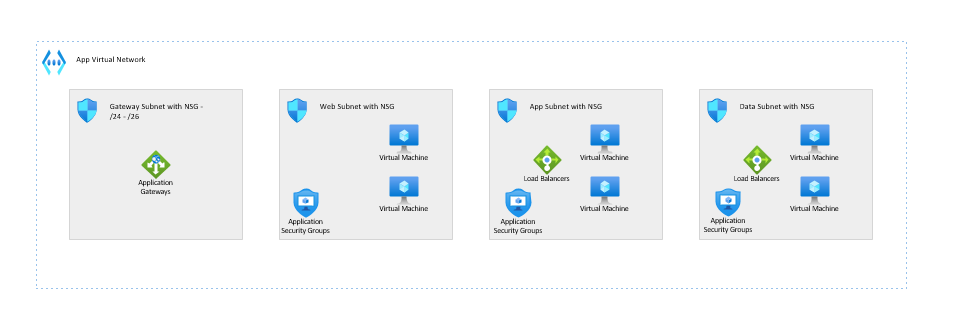 App Virtual Network
Gateway Subnet with NSG -
/24 - /26
Application
Gateways
Web Subnet with NSG
Virtual Machine
Virtual Machine
Application
Security Groups
App Subnet with NSG
Virtual Machine
Load Balancers
Virtual Machine
Application
Security Groups
Data Subnet with NSG
Virtual Machine
Load Balancers
Virtual Machine
Application
Security Groups